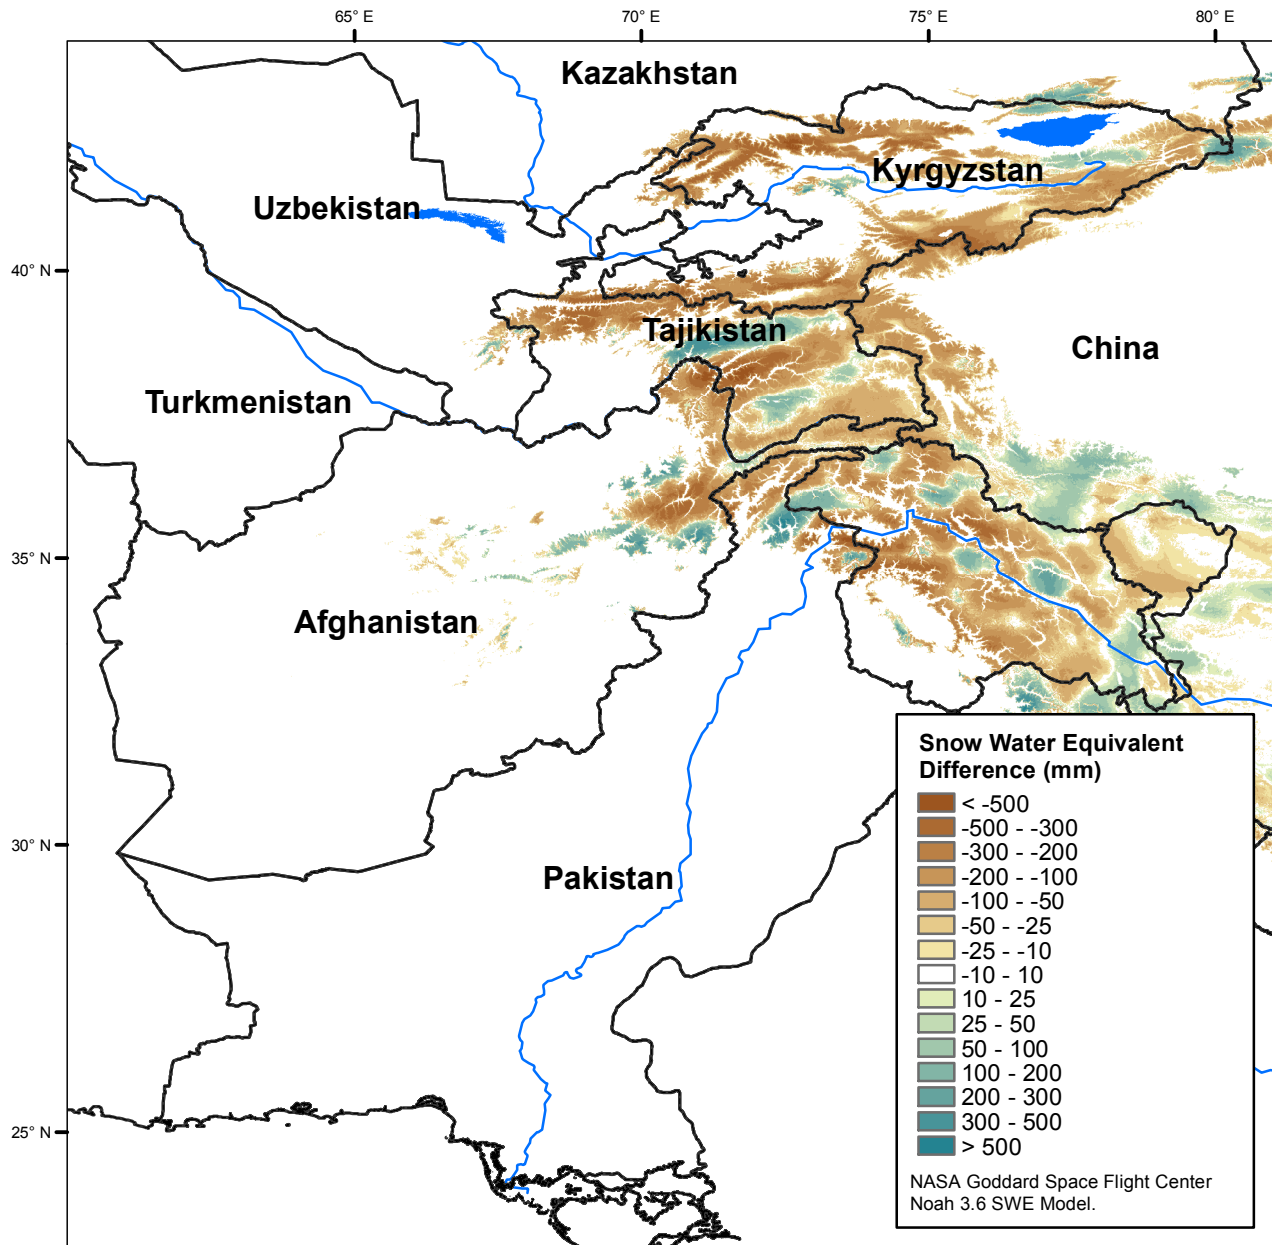 65° E
70° E
75° E
80° E
Kazakhstan
Kyrgyzstan
Uzbekistan
40° N
Tajikistan
China
Turkmenistan
35° N
Afghanistan
Snow Water Equivalent
Difference (mm)
< -500
-500 - -300
-300 - -200
-200 - -100
-100 - -50
-50 - -25
-25 - -10
-10 - 10
10 - 25
25 - 50
50 - 100
100 - 200
200 - 300
300 - 500
> 500
NASA Goddard Space Flight Center
Noah 3.6 SWE Model.
30° N
Pakistan
25° N